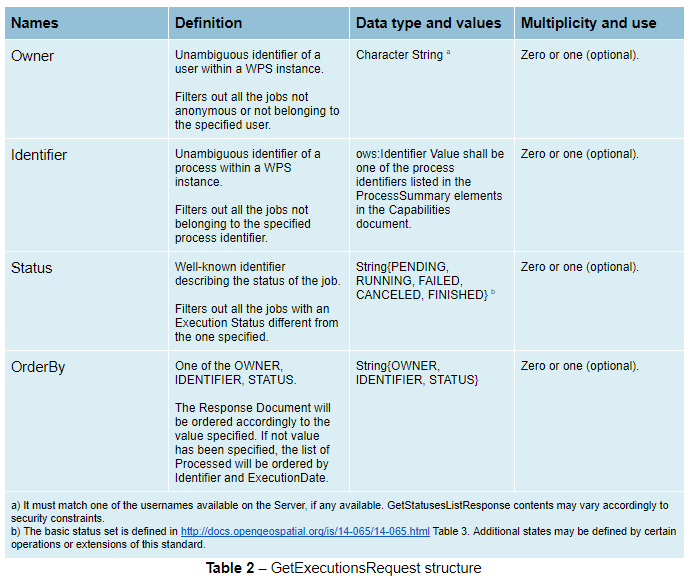 Names Definition Data type and values Multiplicity and use
Owner
Unambiguous identifier of a
user within a WPS instance.
Filters out all the jobs not
anonymous or not belonging to
the specified user.
Character String a
Zero or one (optional).
Identifier
Unambiguous identifier of a
process within a WPS
instance.
Filters out all the jobs not
belonging to the specified
process identifier.
ows:Identifier Value shall be
one of the process
identifiers listed in the
ProcessSummary elements
in the Capabilities
document.
Zero or one (optional).
Status
Well-known identifier
describing the status of the job.
Filters out all the jobs with an
Execution Status different from
the one specified.
String{PENDING,
RUNNING, FAILED,
CANCELED, FINISHED} b
Zero or one (optional).
OrderBy
One of the OWNER,
IDENTIFIER, STATUS.
The Response Document will
be ordered accordingly to the
value specified. If not value
has been specified, the list of
Processed will be ordered by
Identifier and ExecutionDate.
String{OWNER,
IDENTIFIER, STATUS}
Zero or one (optional).
a) It must match one of the usernames available on the Server, if any available. GetStatusesListResponse contents may vary accordingly to
security constraints.
b) The basic status set is defined in http://docs.opengeospatial.org/is/14-065/14-065.html Table 3. Additional states may be defined by certain
operations or extensions of this standard.
Table 2 – GetExecutionsRequest structure